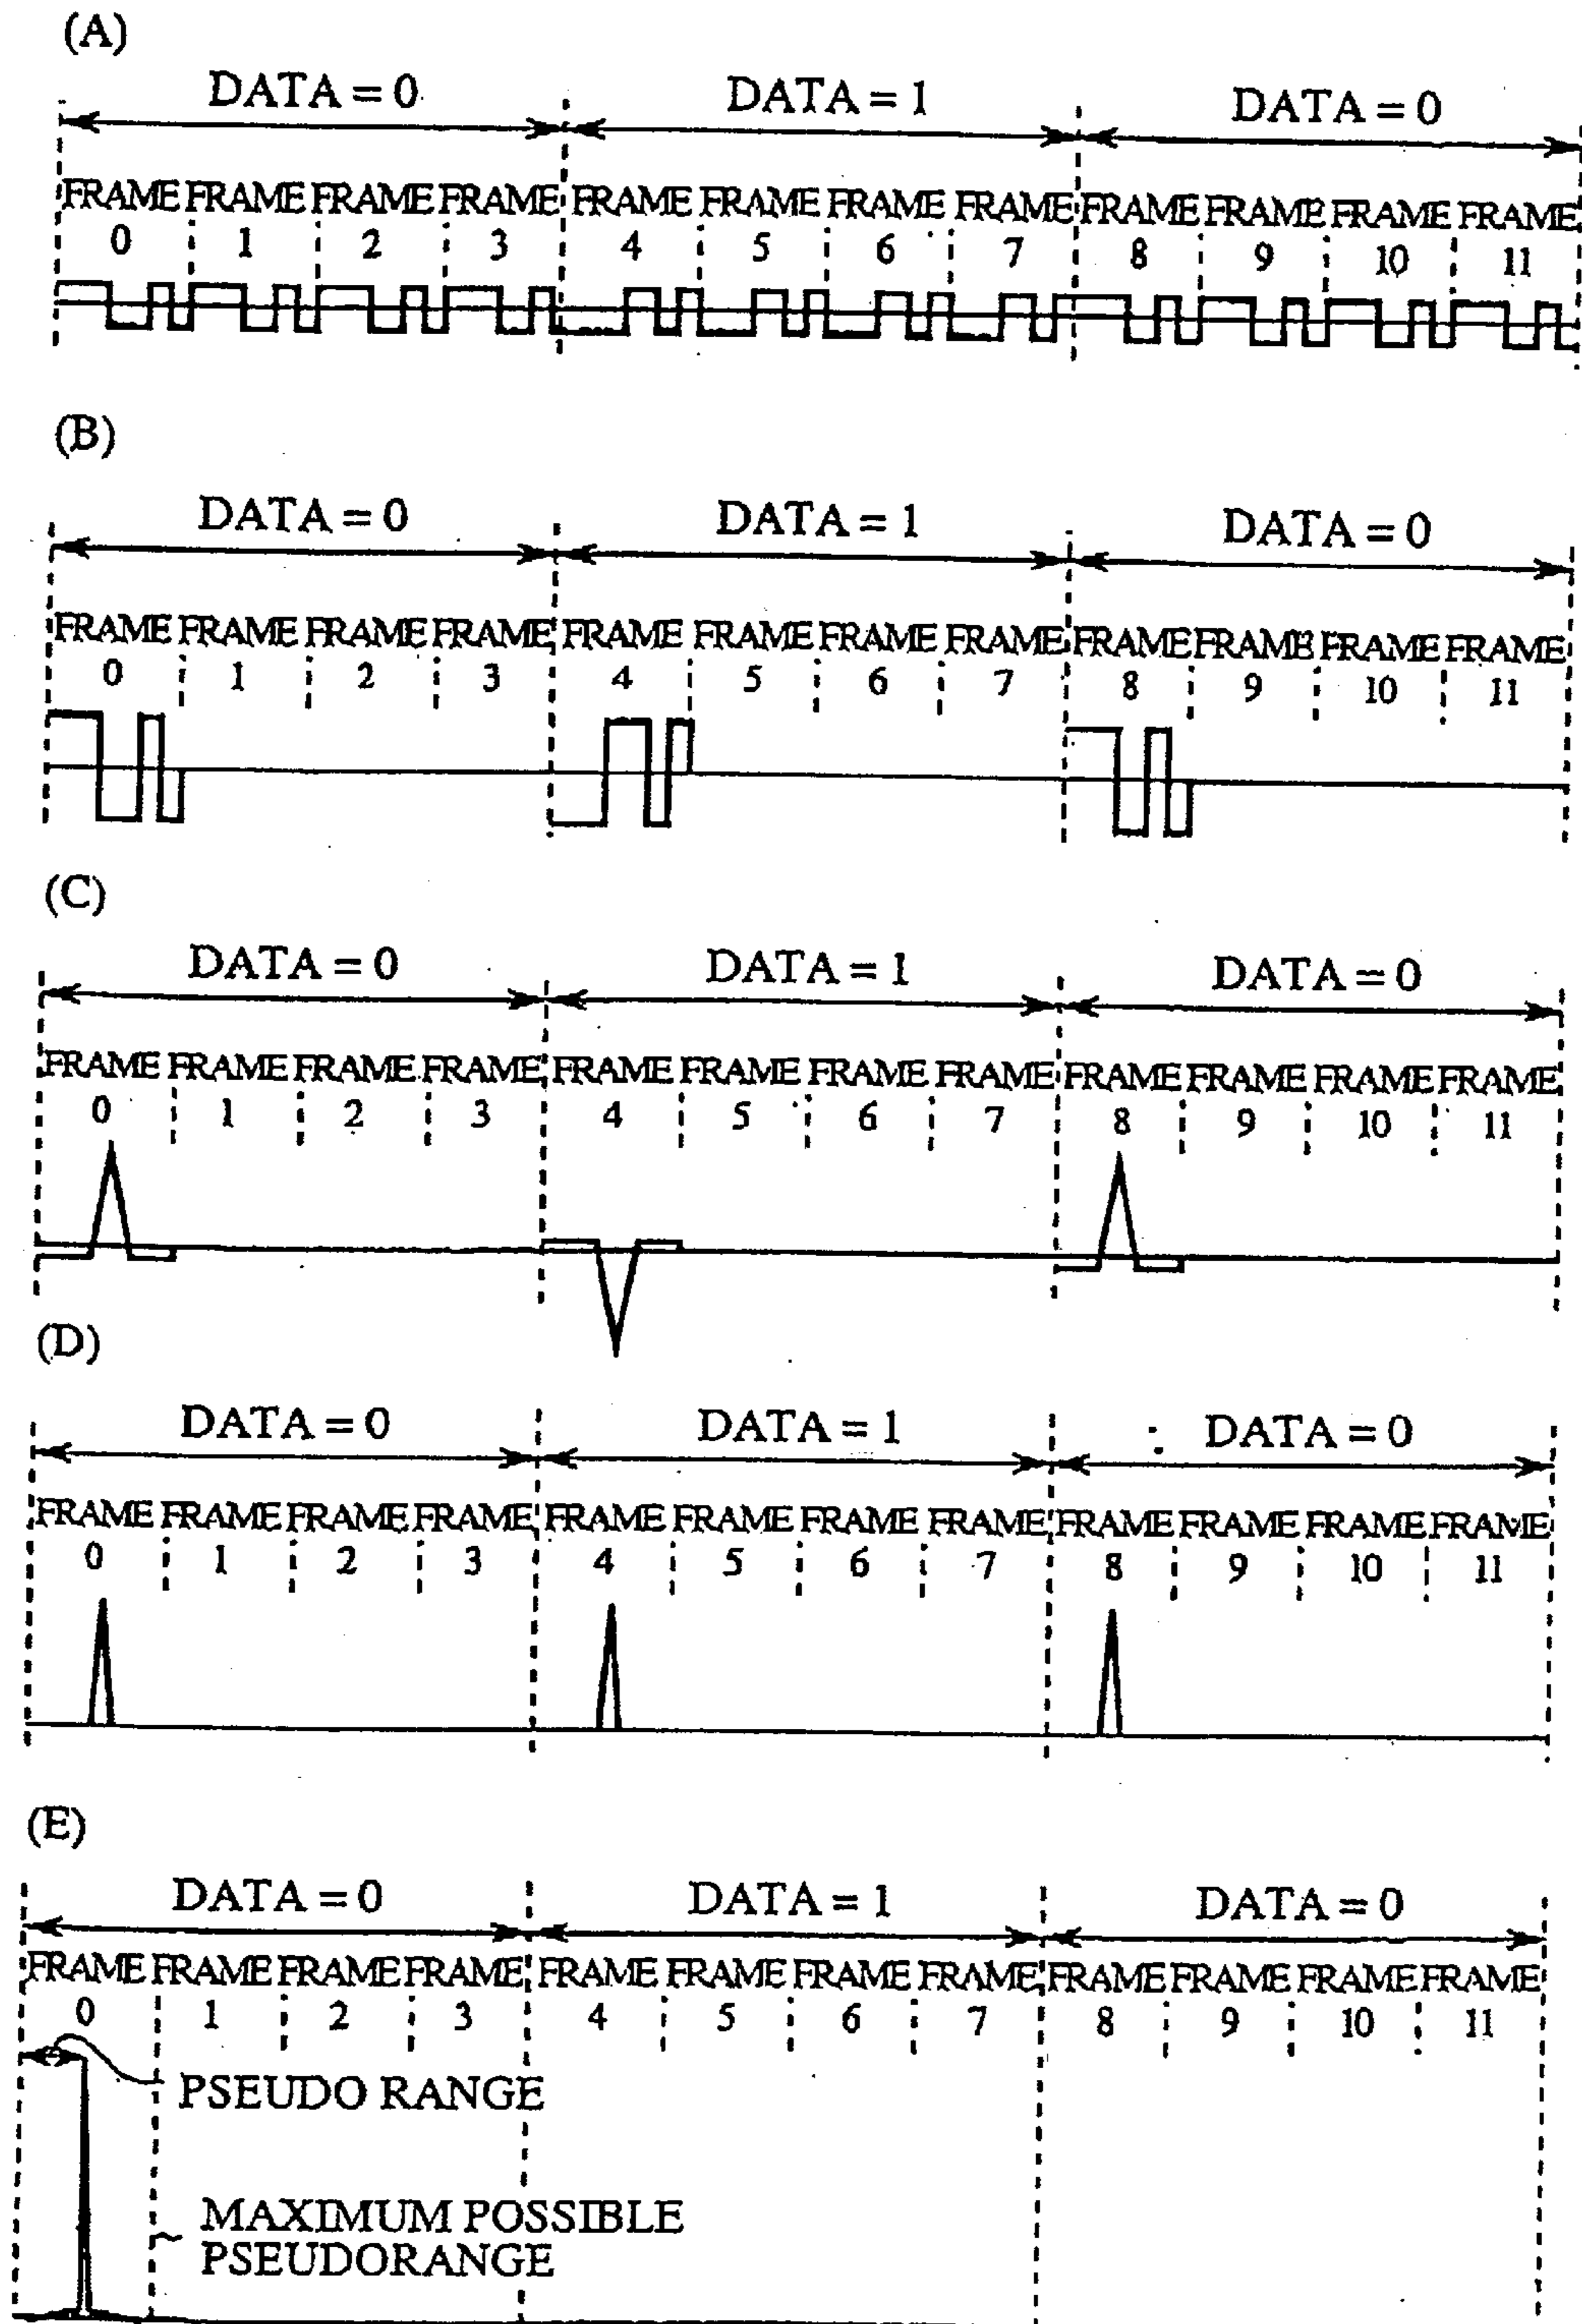 (A)
DATA = 0 DATA = 1 DATA = 0
FRAME FRAME FRAME FRAME FRAME FRAME FRAME FRAME FRAME FRAME FRAME FRAME
0 1 2 3 4 5 6 7 8 9 10 11
(B)
DATA = 0 DATA = 1 DATA = 0
FRAME FRAME FRAME FRAME FRAME FRAME FRAME FRAME FRAME FRAME FRAME FRAME
0 1 2 3 4 5 6 7 8 9 10 11
(C)
DATA = 0 DATA = 1 DATA = 0
FRAME FRAME FRAME FRAME FRAME FRAME FRAME FRAME FRAME FRAME FRAME FRAME
0 1 2 3 4 5 6 7 8 9 10 11
(D)
DATA = 0 DATA = 1 DATA = 0
FRAME FRAME FRAME FRAME FRAME FRAME FRAME FRAME FRAME FRAME FRAME FRAME
0 1 2 3 4 5 6 7 8 9 10 11
(E)
DATA = 0 DATA = 1 DATA = 0
FRAME FRAME FRAME FRAME FRAME FRAME FRAME FRAME FRAME FRAME FRAME FRAME
0 1 2 3 4 5 6 7 8 9 10 11
PSEUDO RANGE
MAXIMUM POSSIBLE
PSEUDORANGE